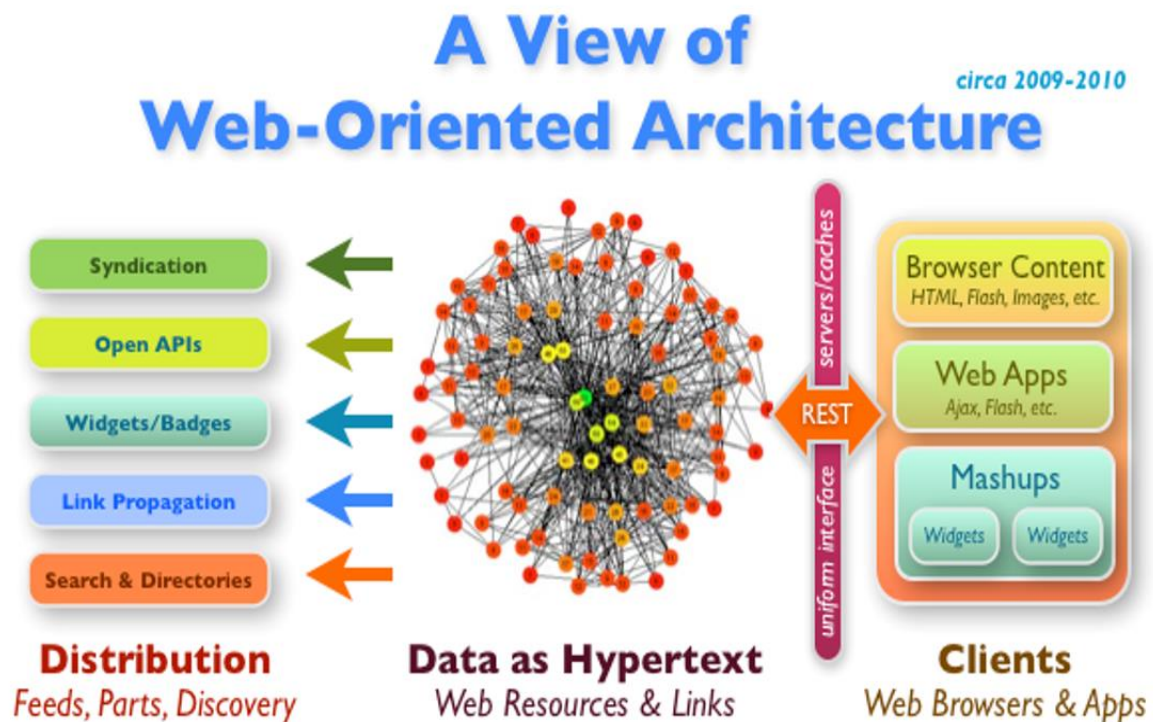 A View of
circa 2009-2010
Web-Oriented Architecture
Syndication
Open APIs
Widgets/Badges
Link Propagation
Search & Directories
Distribution
Feeds, Parts, Discovery
Data as Hypertext
Web Resources & Links
servers/caches
REST
uniform interface
Browser Content
HTML, Flash, Images, etc.
Web Apps
Ajax, Flash, etc.
Mashups
Widgets
Widgets
Clients
Web Browsers & Apps